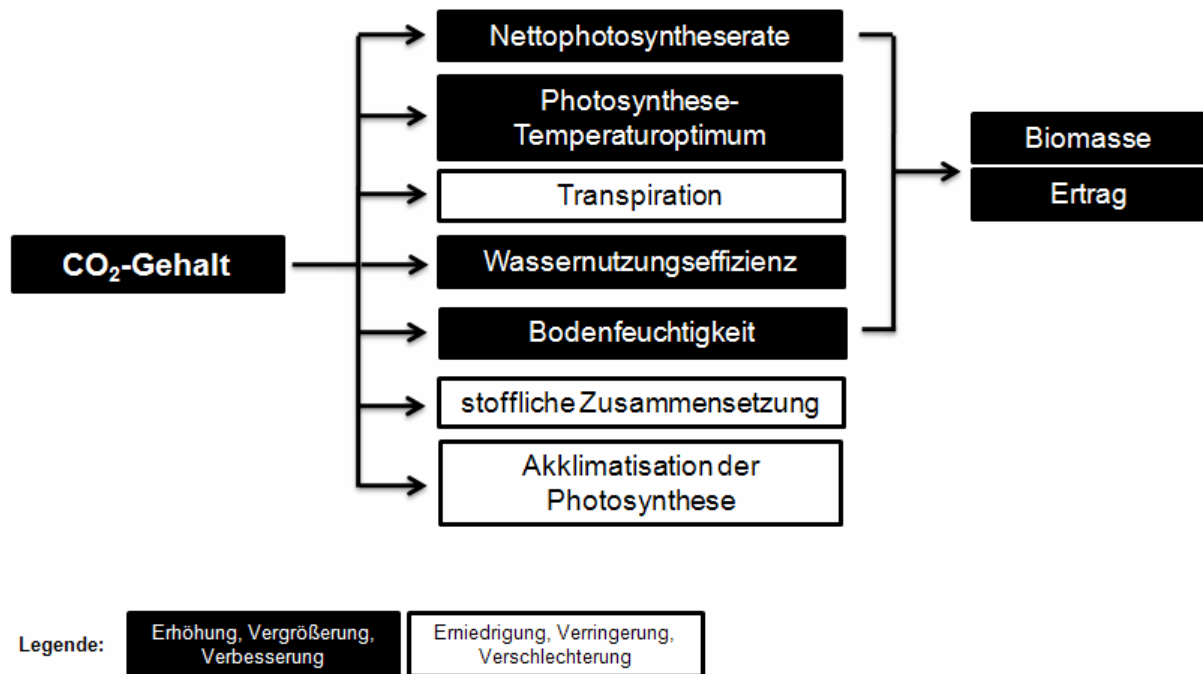 Nettophotosyntheserate
Photosynthese-
Temperaturoptimum
Transpiration
CO₂-Gehalt
Wassernutzungseffizienz
Bodenfeuchtigkeit
stoffliche Zusammensetzung
Akklimatisation der
Photosynthese
Biomasse
Ertrag
Legende:
Erhöhung, Vergrößerung,
Verbesserung
Erniedrigung, Verringerung,
Verschlechterung